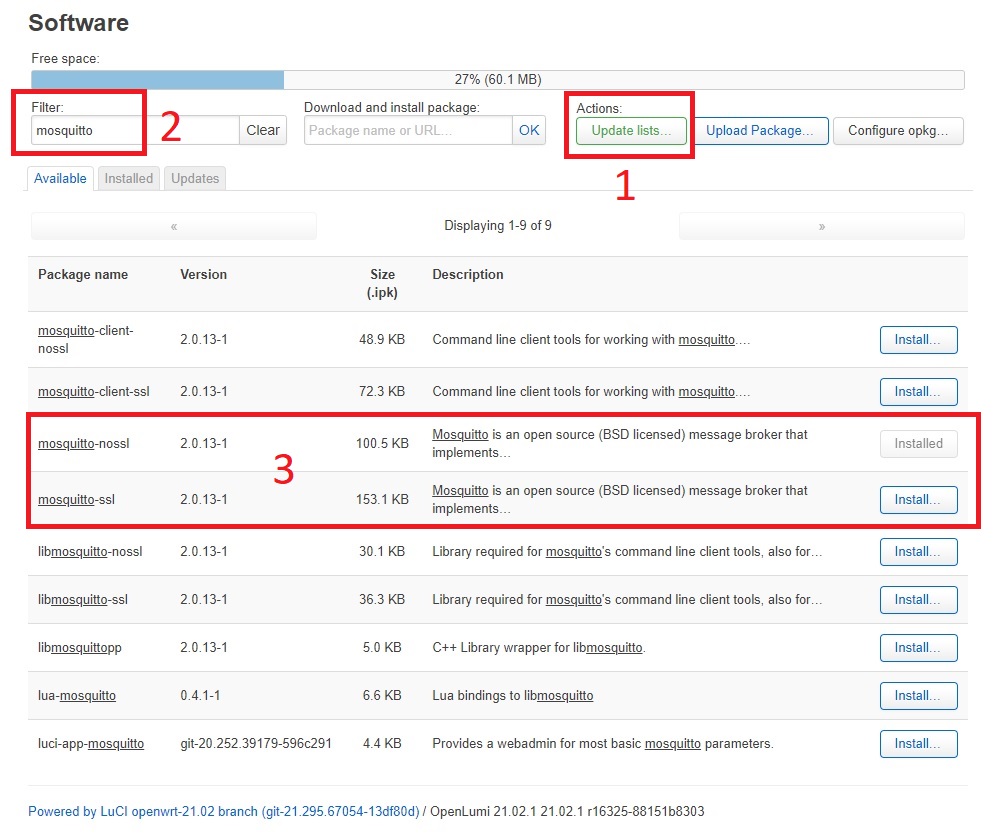 Software
Free space:
27% (60.1 MB)
Filter:
mosquitto
Clear
2
Download and install package:
Package name or URL...
OK
Actions:
Update lists...
Upload Package...
Configure opkg...
1
Available
Installed
Updates
«
Displaying 1-9 of 9
»
Package name
Version
Size
(.ipk)
Description
mosquitto-client-
nossl
2.0.13-1
48.9 KB
Command line client tools for working with mosquitto.…
Install...
mosquitto-client-ssl
2.0.13-1
72.3 KB
Command line client tools for working with mosquitto.…
Install...
3
mosquitto-nossl
2.0.13-1
100.5 KB
Mosquitto is an open source (BSD licensed) message broker that
implements…
Installed
mosquitto-ssl
2.0.13-1
153.1 KB
Mosquitto is an open source (BSD licensed) message broker that
implements…
Install...
libmosquitto-nossl
2.0.13-1
30.1 KB
Library required for mosquitto's command line client tools, also for…
Install...
libmosquitto-ssl
2.0.13-1
36.3 KB
Library required for mosquitto's command line client tools, also for…
Install...
libmosquittopp
2.0.13-1
5.0 KB
C++ Library wrapper for libmosquitto.
Install...
lua-mosquitto
0.4.1-1
6.6 KB
Lua bindings to libmosquitto
Install...
luci-app-mosquitto
git-20.252.39179-596c291
4.4 KB
Provides a webadmin for most basic mosquitto parameters.
Install...
Powered by LuCI openwrt-21.02 branch (git-21.295.67054-13df80d) / OpenLumi 21.02.1 21.02.1 r16325-88151b8303